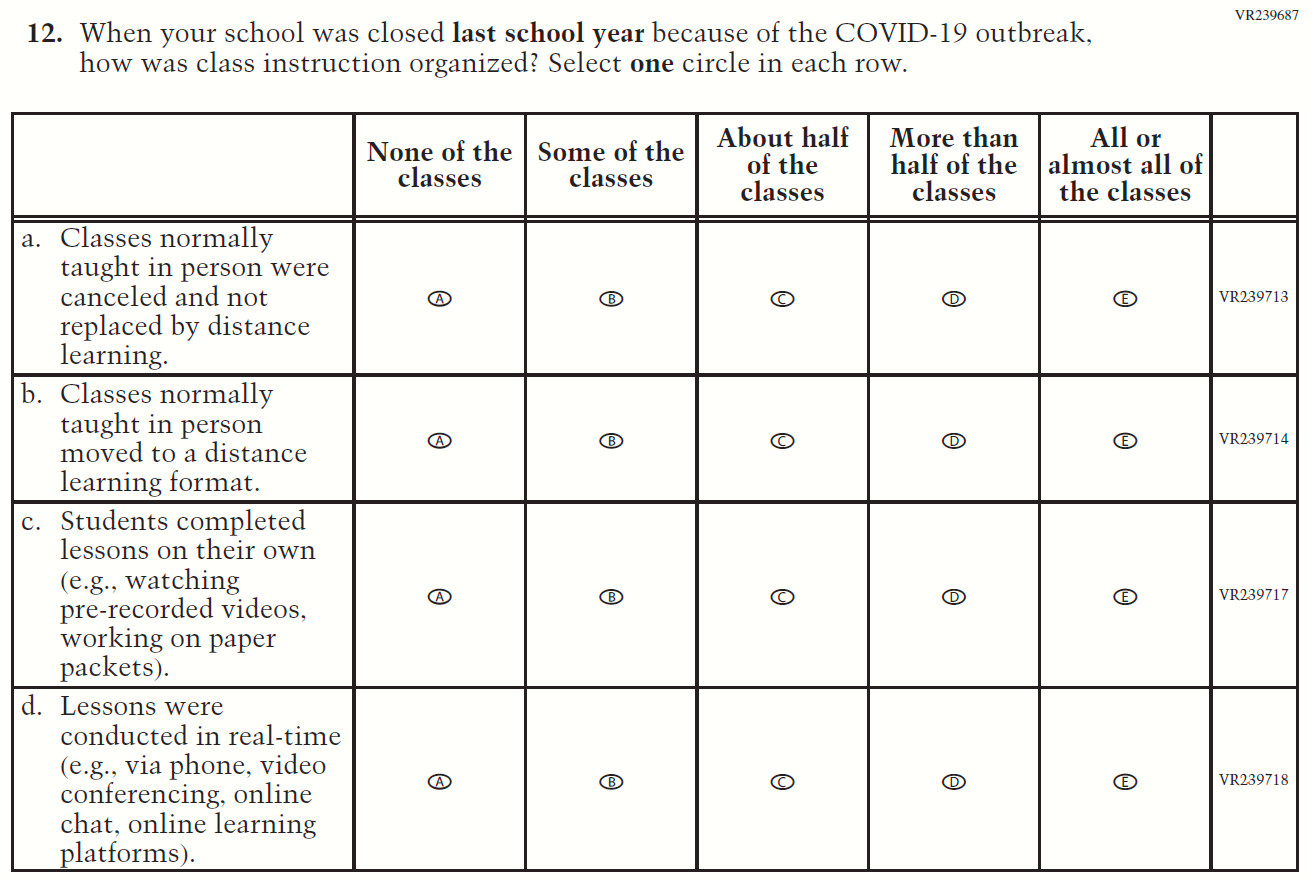 VR239687
12. When your school was closed last school year because of the COVID-19 outbreak,
how was class instruction organized? Select one circle in each row.
None of the
classes
Some of the
classes
About half
of the
classes
More than
half of the
classes
All or
almost all of
the classes
a. Classes normally
taught in person were
canceled and not
replaced by distance
learning.
A B C D E VR239713
b. Classes normally
taught in person
moved to a distance
learning format.
A B C D E VR239714
c. Students completed
lessons on their own
(e.g., watching
pre-recorded videos,
working on paper
packets).
A B C D E VR239717
d. Lessons were
conducted in real-time
(e.g., via phone, video
conferencing, online
chat, online learning
platforms).
A B C D E VR239718